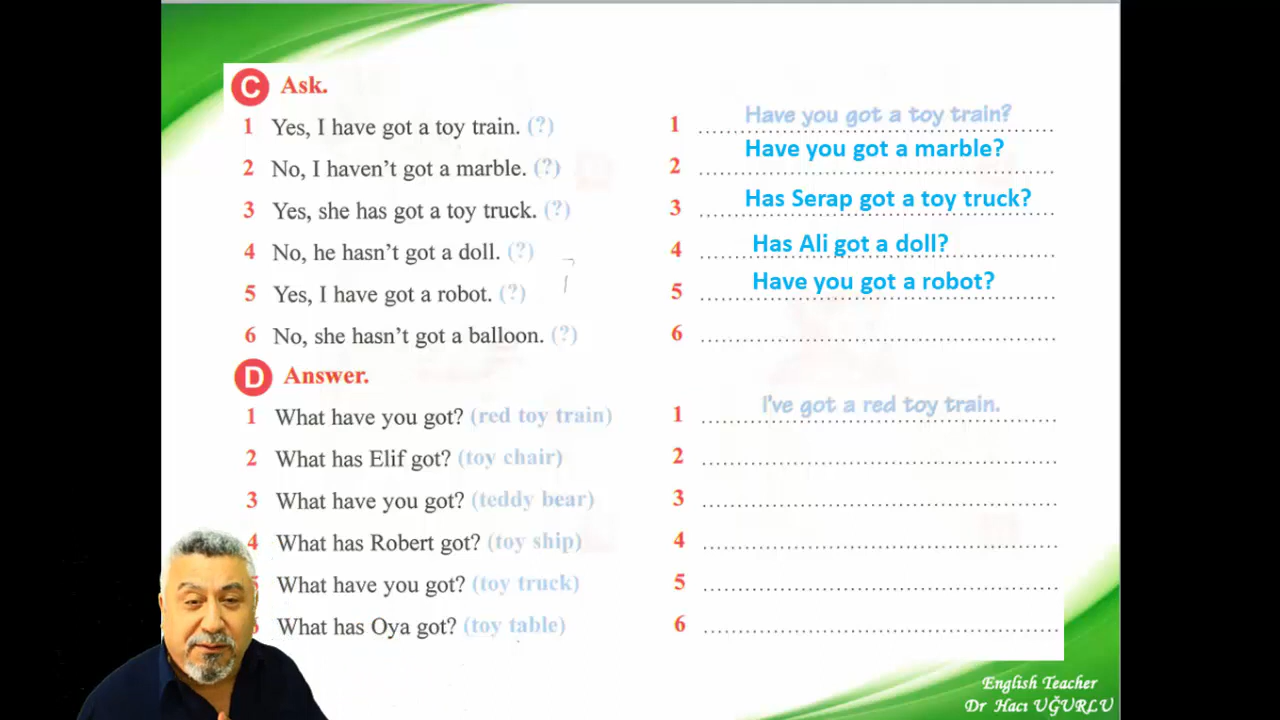 C Ask.
1 Yes, I have got a toy train. (?)
1 Have you got a toy train?
2 No, I haven't got a marble. (?)
2 Have you got a marble?
3 Yes, she has got a toy truck. (?)
3 Has Serap got a toy truck?
4 No, he hasn't got a doll. (?)
4 Has Ali got a doll?
5 Yes, I have got a robot. (?)
5 Have you got a robot?
6 No, she hasn't got a balloon. (?)
6
D Answer.
1 What have you got? (red toy train)
1 I've got a red toy train.
2 What has Elif got? (toy chair)
2
3 What have you got? (teddy bear)
3
4 What has Robert got? (toy ship)
4
What have you got? (toy truck)
5
What has Oya got? (toy table)
6
English Teacher
Dr Hacı UĞURLU